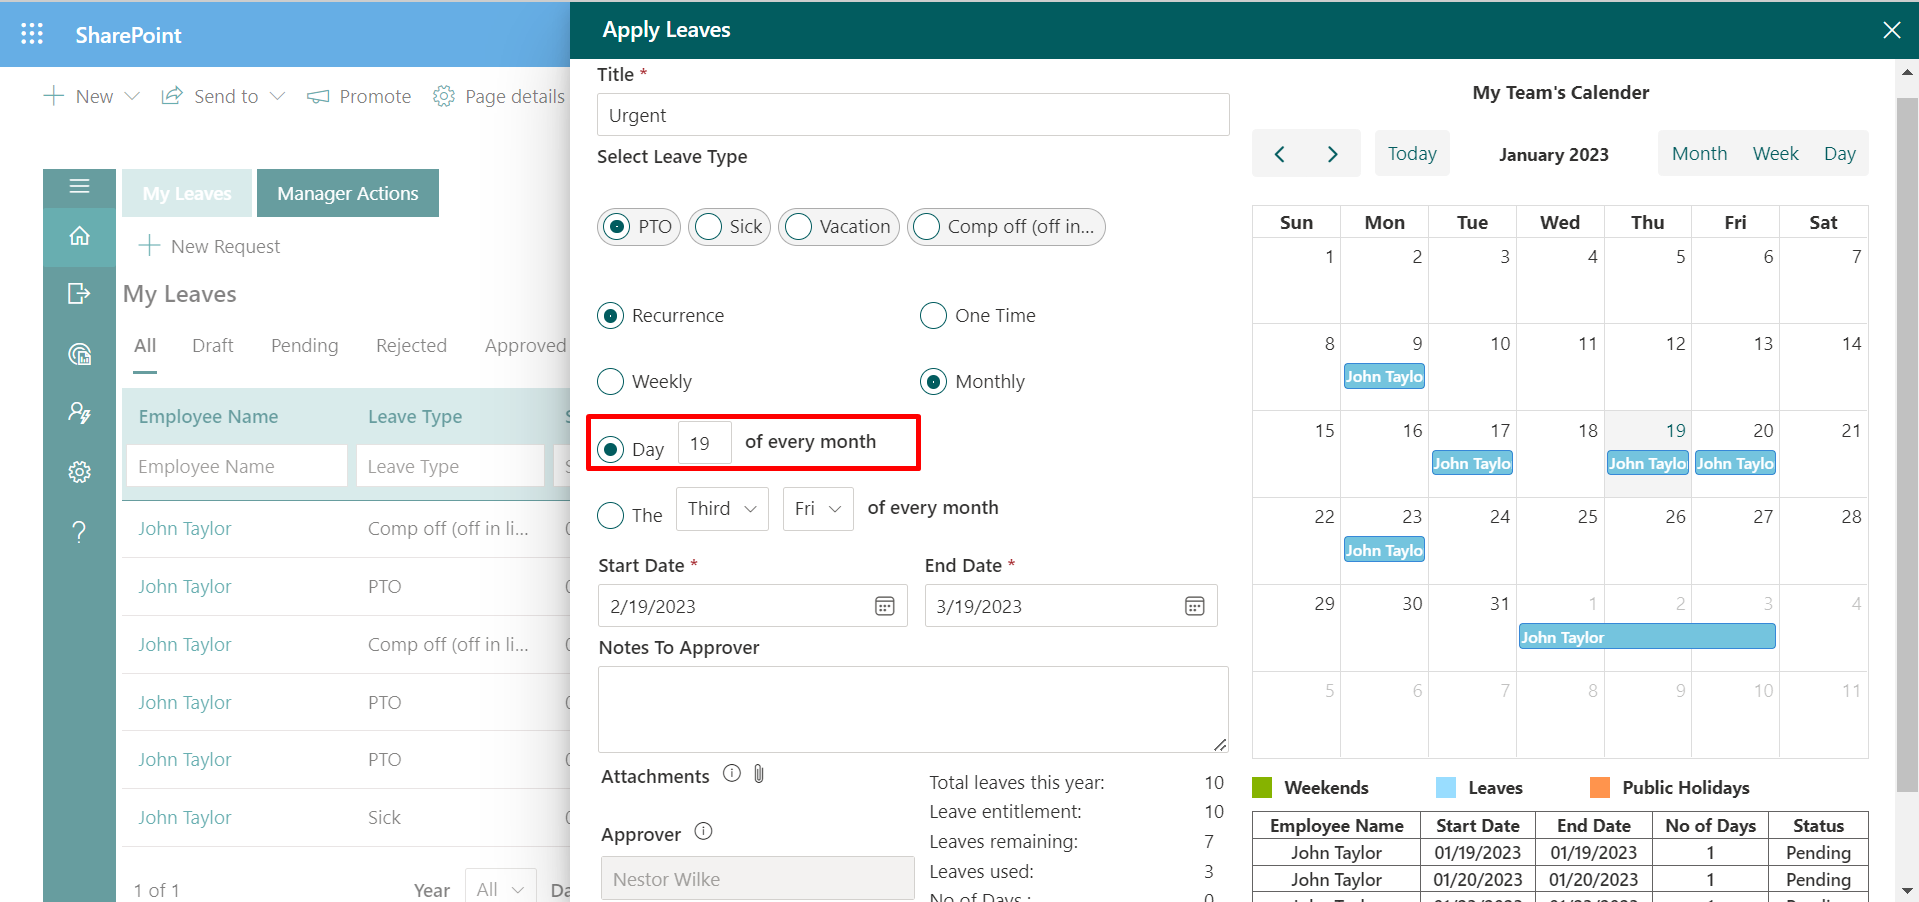 SharePoint
New
Send to
Promote
Page details
My Leaves
Manager Actions
New Request
My Leaves
All
Draft
Pending
Rejected
Approved
Employee Name
Leave Type
Employee Name
Leave Type
John Taylor
Comp off (off in li...
John Taylor
PTO
John Taylor
Comp off (off in li...
John Taylor
PTO
John Taylor
PTO
John Taylor
Sick
1 of 1
Year
All
Apply Leaves
Title *
Urgent
Select Leave Type
PTO
Sick
Vacation
Comp off (off in...
Recurrence
One Time
Weekly
Monthly
Day 19 of every month
The Third Fri of every month
Start Date *
End Date *
2/19/2023
3/19/2023
Notes To Approver
Attachments
Approver
Nestor Wilke
Total leaves this year: 10
Leave entitlement: 10
Leaves remaining: 7
Leaves used: 3
No of Days : 0
My Team's Calender
Today
January 2023
Month
Week
Day
Sun Mon Tue Wed Thu Fri Sat
1 2 3 4 5 6 7
8 9 10 11 12 13 14
John Taylo
15 16 17 18 19 20 21
John Taylo
John Taylo
John Taylo
22 23 24 25 26 27 28
John Taylo
29 30 31 1 2 3 4
John Taylor
5 6 7 8 9 10 11
Weekends
Leaves
Public Holidays
Employee Name Start Date End Date No of Days Status
John Taylor 01/19/2023 01/19/2023 1 Pending
John Taylor 01/20/2023 01/20/2023 1 Pending